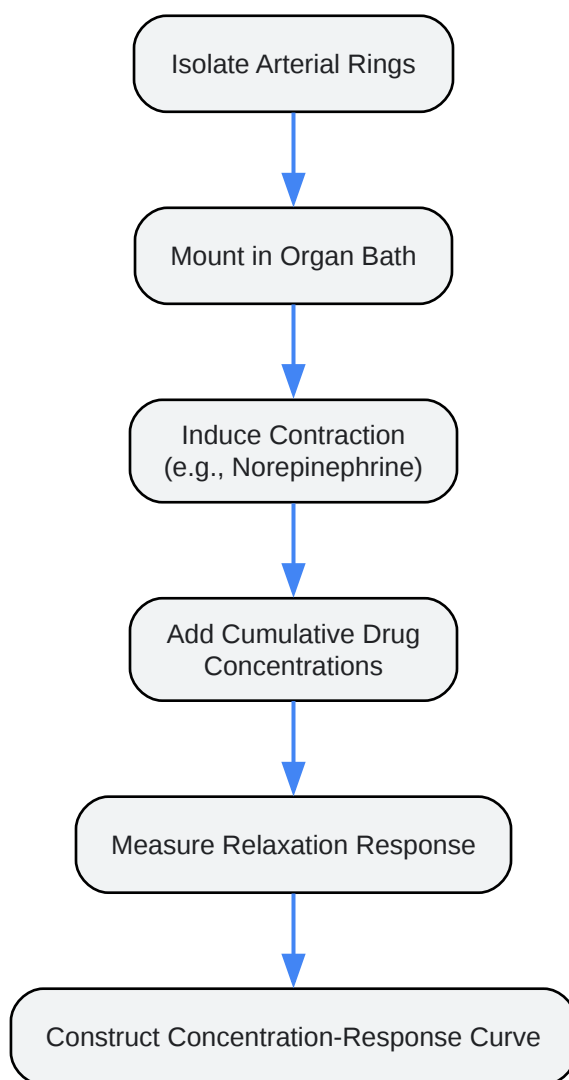 Isolate Arterial Rings
Mount in Organ Bath
Induce Contraction
(e.g., Norepinephrine)
Add Cumulative Drug
Concentrations
Measure Relaxation Response
Construct Concentration-Response Curve